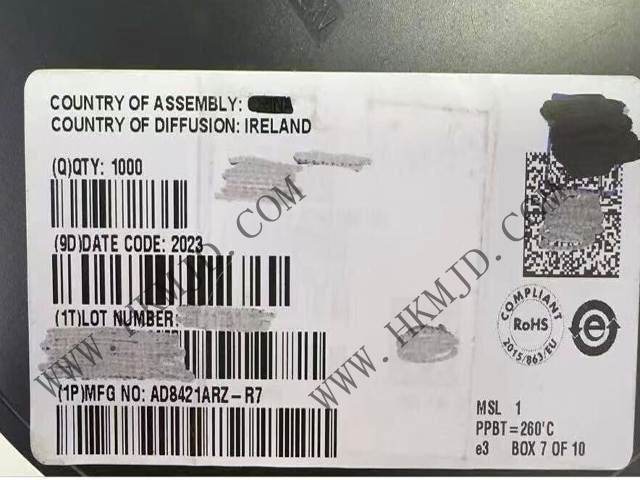 COUNTRY OF ASSEMBLY:
COUNTRY OF DIFFUSION: IRELAND
(Q)QTY: 1000
(9D)DATE CODE: 2023
(1T)LOT NUMBER:
(1P)MFG NO: AD8421ARZ-R7
COMPLIANT
RoHS
2015/863/EU
e
MSL 1
PPBT=260'C
e3 BOX 7 OF 10
WWW.HKMJD.COM
WWW.HKMJD.COM